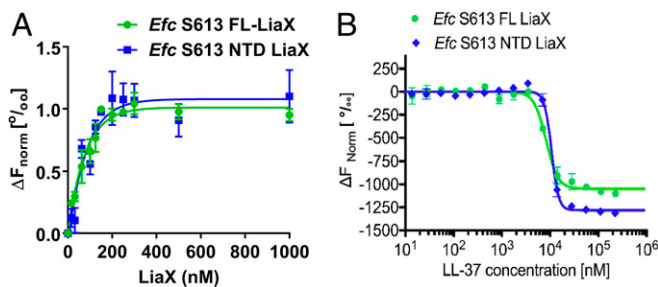 A
Efc S613 FL-LiaX
Efc S613 NTD LiaX
ΔFnorm [‰]
1.5
1.0
0.5
0.0
0 200 400 600 800 1000
LiaX (nM)
B
Efc S613 FL LiaX
Efc S613 NTD LiaX
ΔF Norm [‰]
250
0
-250
-500
-750
-1000
-1250
-1500
10¹ 10² 10³ 10⁴ 10⁵ 10⁶
LL-37 concentration [nM]